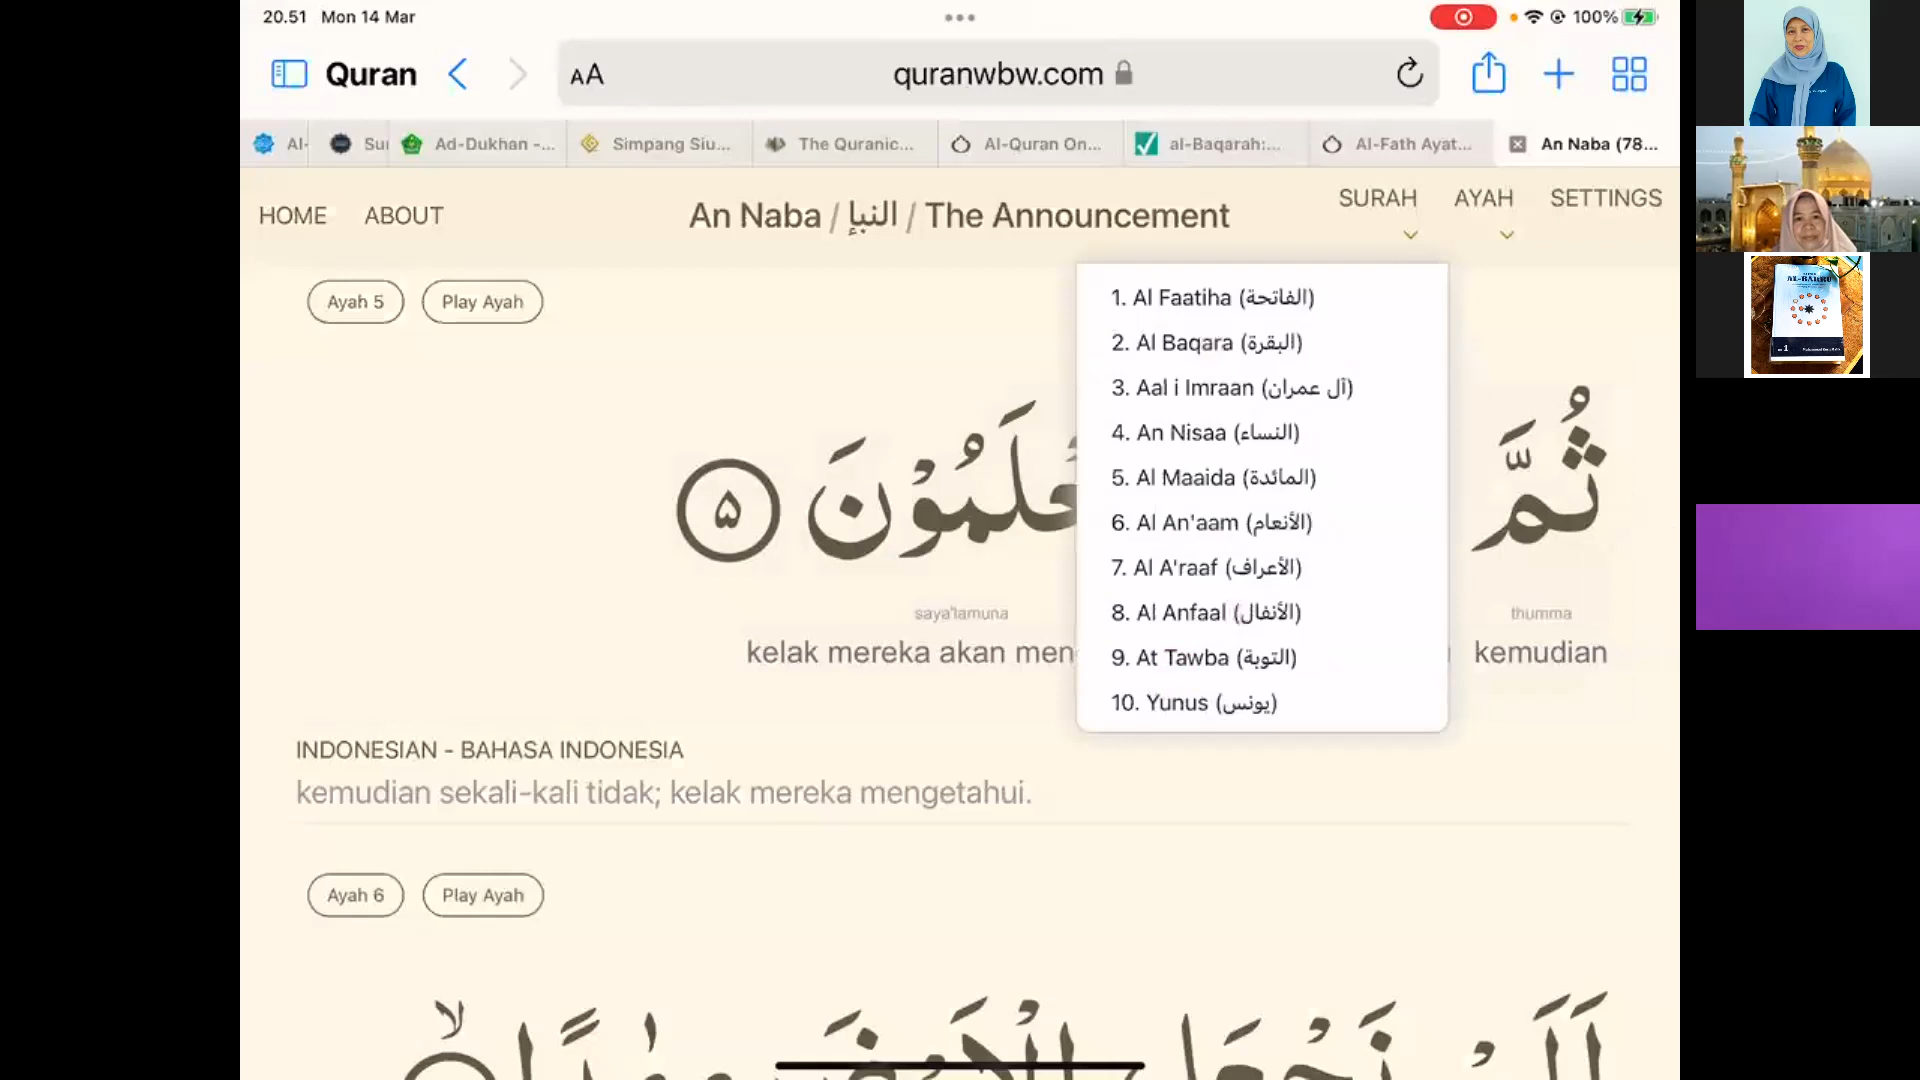 20.51 Mon 14 Mar
100%
Quran
AA
quranwbw.com
Al-
Su
Ad-Dukhan -...
Simpang Siu...
The Quranic...
Al-Quran On...
al-Baqarah:...
Al-Fath Ayat...
An Naba (78...
HOME
ABOUT
An Naba / النبإ / The Announcement
SURAH
AYAH
SETTINGS
Ayah 5
Play Ayah
1. Al Faatiha (الفاتحة)
2. Al Baqara (البقرة)
3. Aal i Imraan (آل عمران)
4. An Nisaa (النساء)
5. Al Maaida (المائدة)
6. Al An'aam (الأنعام)
7. Al A'raaf (الأعراف)
8. Al Anfaal (الأنفال)
9. At Tawba (التوبة)
10. Yunus (يونس)
ثُمَّ
عْلَمُوْنَ ۵
saya'lamuna
thumma
kelak mereka akan men
kemudian
INDONESIAN - BAHASA INDONESIA
kemudian sekali-kali tidak; kelak mereka mengetahui.
Ayah 6
Play Ayah
AL-BARRU
1